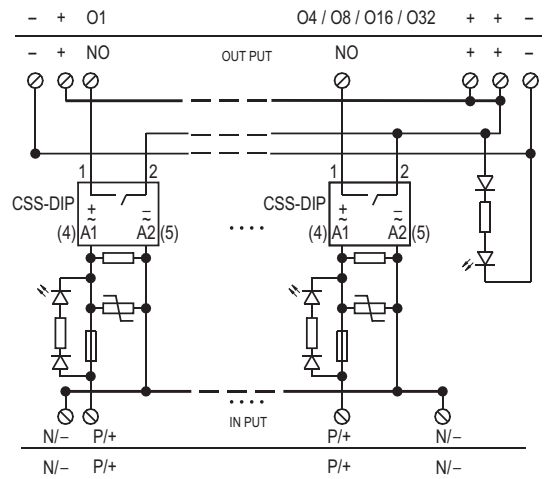 – + O1 O4 / O8 / O16 / O32 + + –
– + NO OUT PUT NO + + –
1 2 1 2
CSS-DIP + – CSS-DIP + –
~ ~ ~ ~
(4) A1 A2 (5) .... (4) A1 A2 (5)
....
N/– P/+ IN PUT P/+ N/–
N/– P/+ P/+ N/–